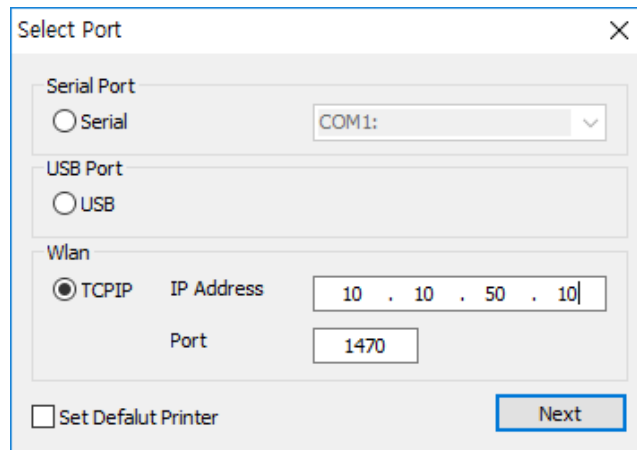 Select Port
Serial Port
Serial COM1:
USB Port
USB
Wlan
TCPIP IP Address 10 . 10 . 50 . 10
Port 1470
Set Defalut Printer Next